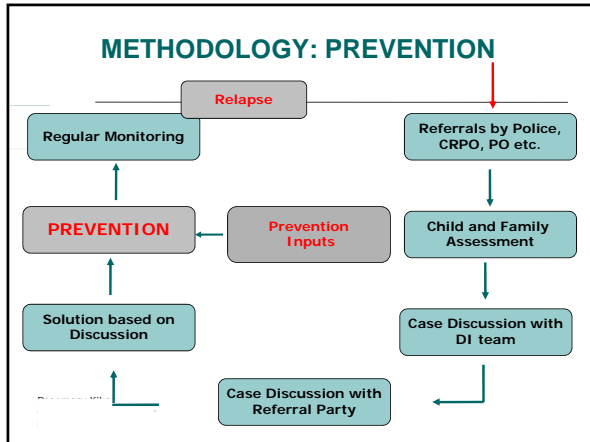 METHODOLOGY: PREVENTION
Relapse
Regular Monitoring
Referrals by Police,
CRPO, PO etc.
PREVENTION
Prevention
Inputs
Child and Family
Assessment
Solution based on
Discussion
Case Discussion with
DI team
Case Discussion with
Referral Party